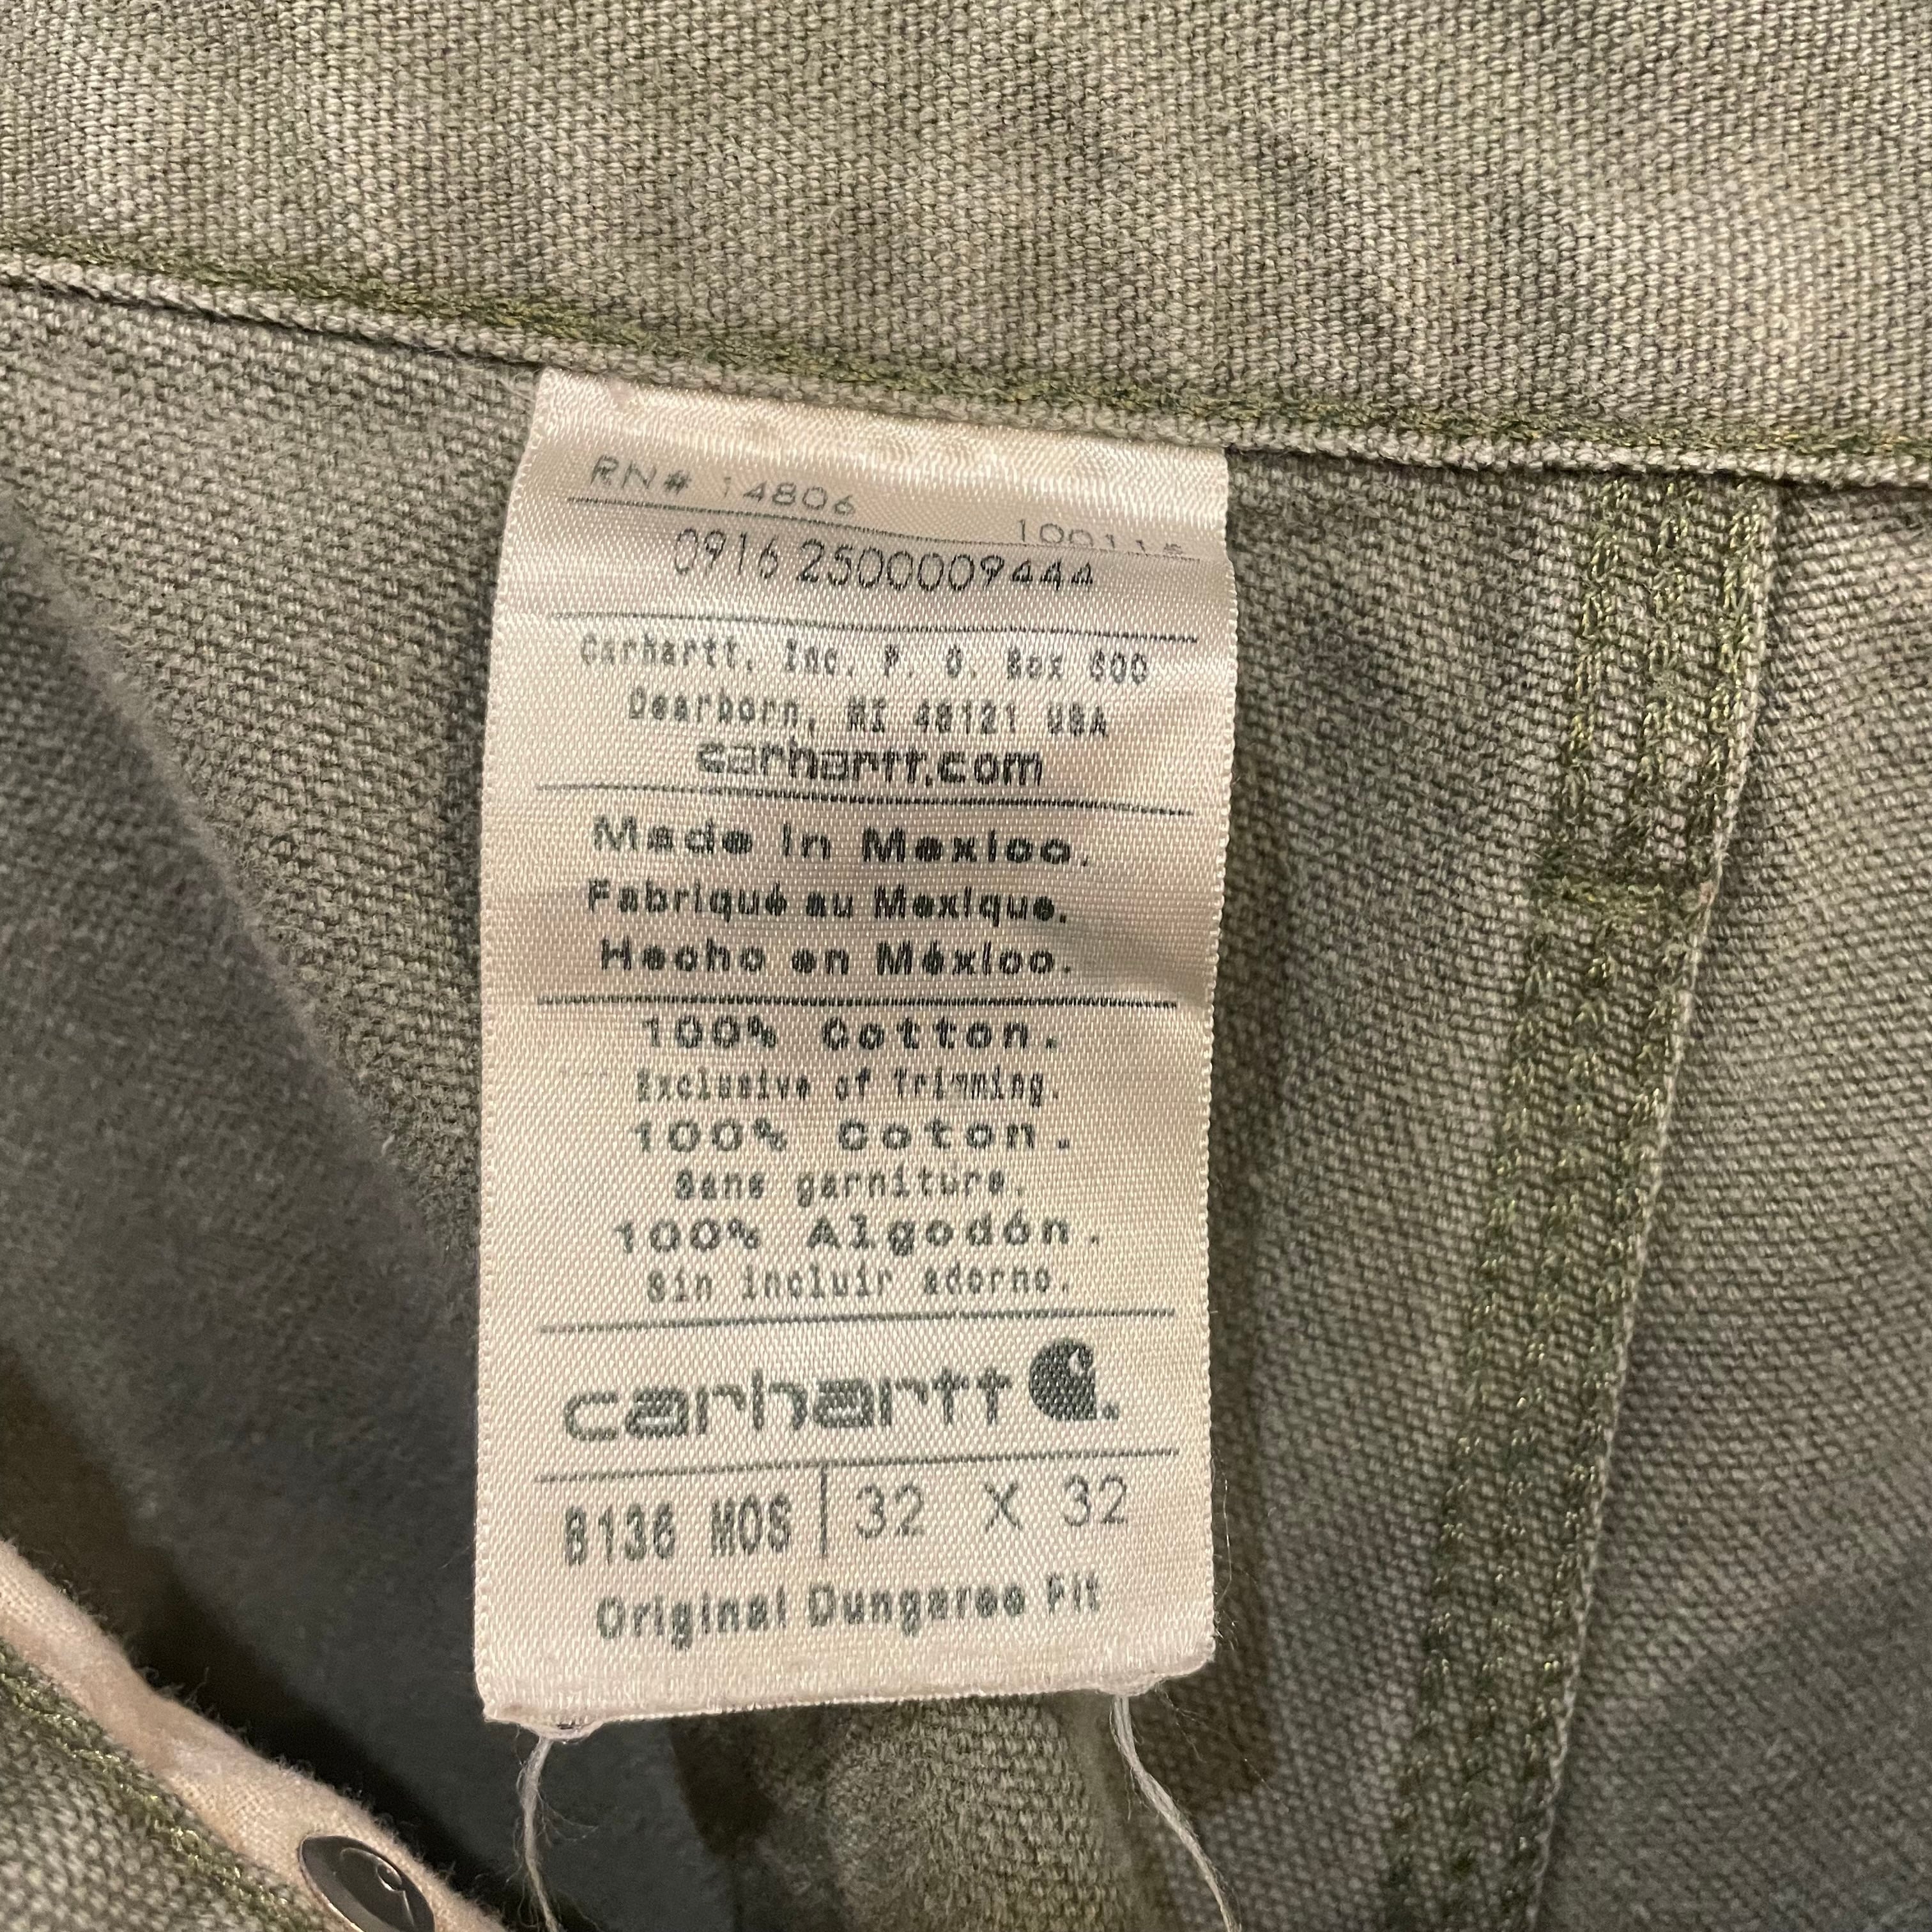 RN# 14806
0916 2500009444
Carhartt, Inc. P. O. Box 600
Dearborn, MI 48121 USA
carhartt.com
Made in Mexico.
Fabriqué au Mexique.
Hecho en México.
100% Cotton.
Exclusive of Trimming.
100% Coton.
Sans garniture.
100% Algodón.
Sin incluir adorno.
carhartt
B136 MOS | 32 X 32
Original Dungaree Fit